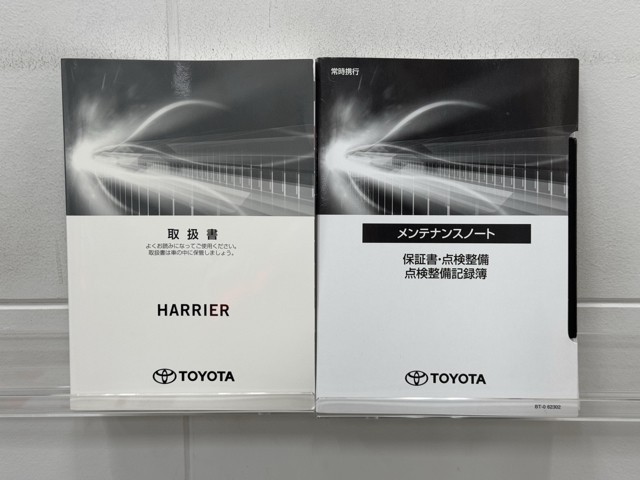 取扱書
よくお読みになってご使用ください。
取扱書は車の中に保管しましょう。
HARRIER
TOYOTA
常時携行
メンテナンスノート
保証書・点検整備
点検整備記録簿
TOYOTA